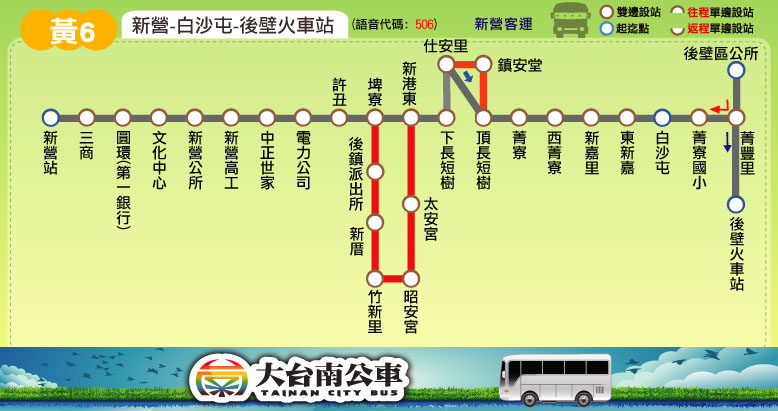 黃6
新營-白沙屯-後壁火車站
(語音代碼: 506)
新營客運
雙邊設站
往程單邊設站
起迄點
返程單邊設站
新營站
三商
圓環(第一銀行)
文化中心
新營公所
新營高工
中正世家
電力公司
許丑
埤寮
後鎮派出所
新厝
竹新里
昭安宮
太安宮
新港東
下長短樹
仕安里
鎮安堂
頂長短樹
菁寮
西菁寮
新嘉里
東新嘉
白沙屯
菁寮國小
菁豐里
後壁區公所
後壁火車站
大台南公車
TAINAN CITY BUS